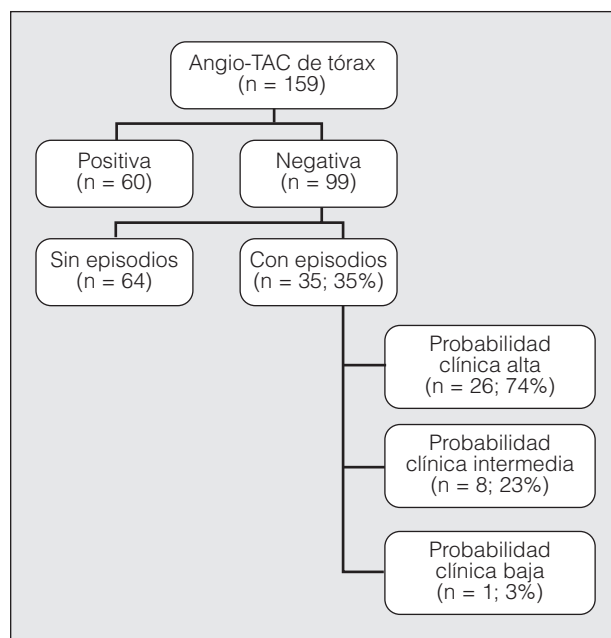 Angio-TAC de tórax
(n = 159)
Positiva
(n = 60)
Negativa
(n = 99)
Sin episodios
(n = 64)
Con episodios
(n = 35; 35%)
Probabilidad
clínica alta
(n = 26; 74%)
Probabilidad
clínica intermedia
(n = 8; 23%)
Probabilidad
clínica baja
(n = 1; 3%)